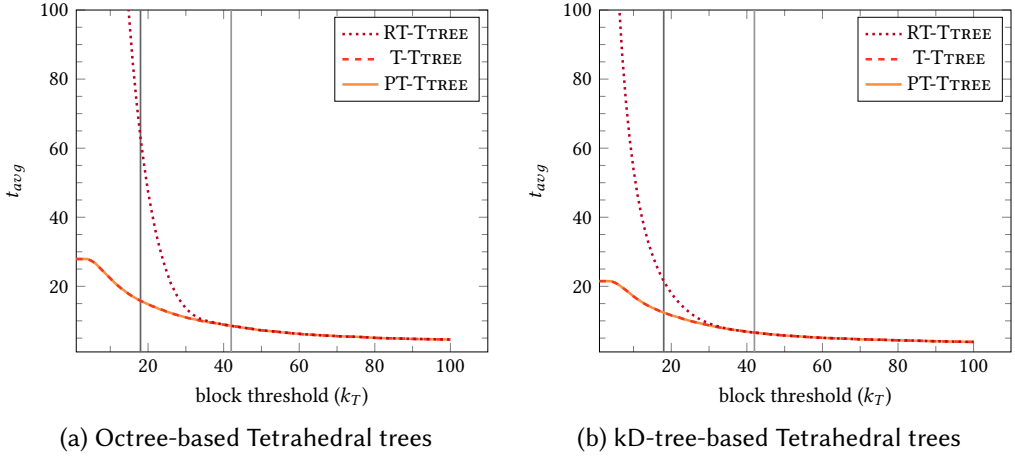 100
80
60
40
20
t_avg
20 40 60 80 100
block threshold (k_T)
RT-TTREE
T-TTREE
PT-TTREE
(a) Octree-based Tetrahedral trees
100
80
60
40
20
t_avg
20 40 60 80 100
block threshold (k_T)
RT-TTREE
T-TTREE
PT-TTREE
(b) kD-tree-based Tetrahedral trees